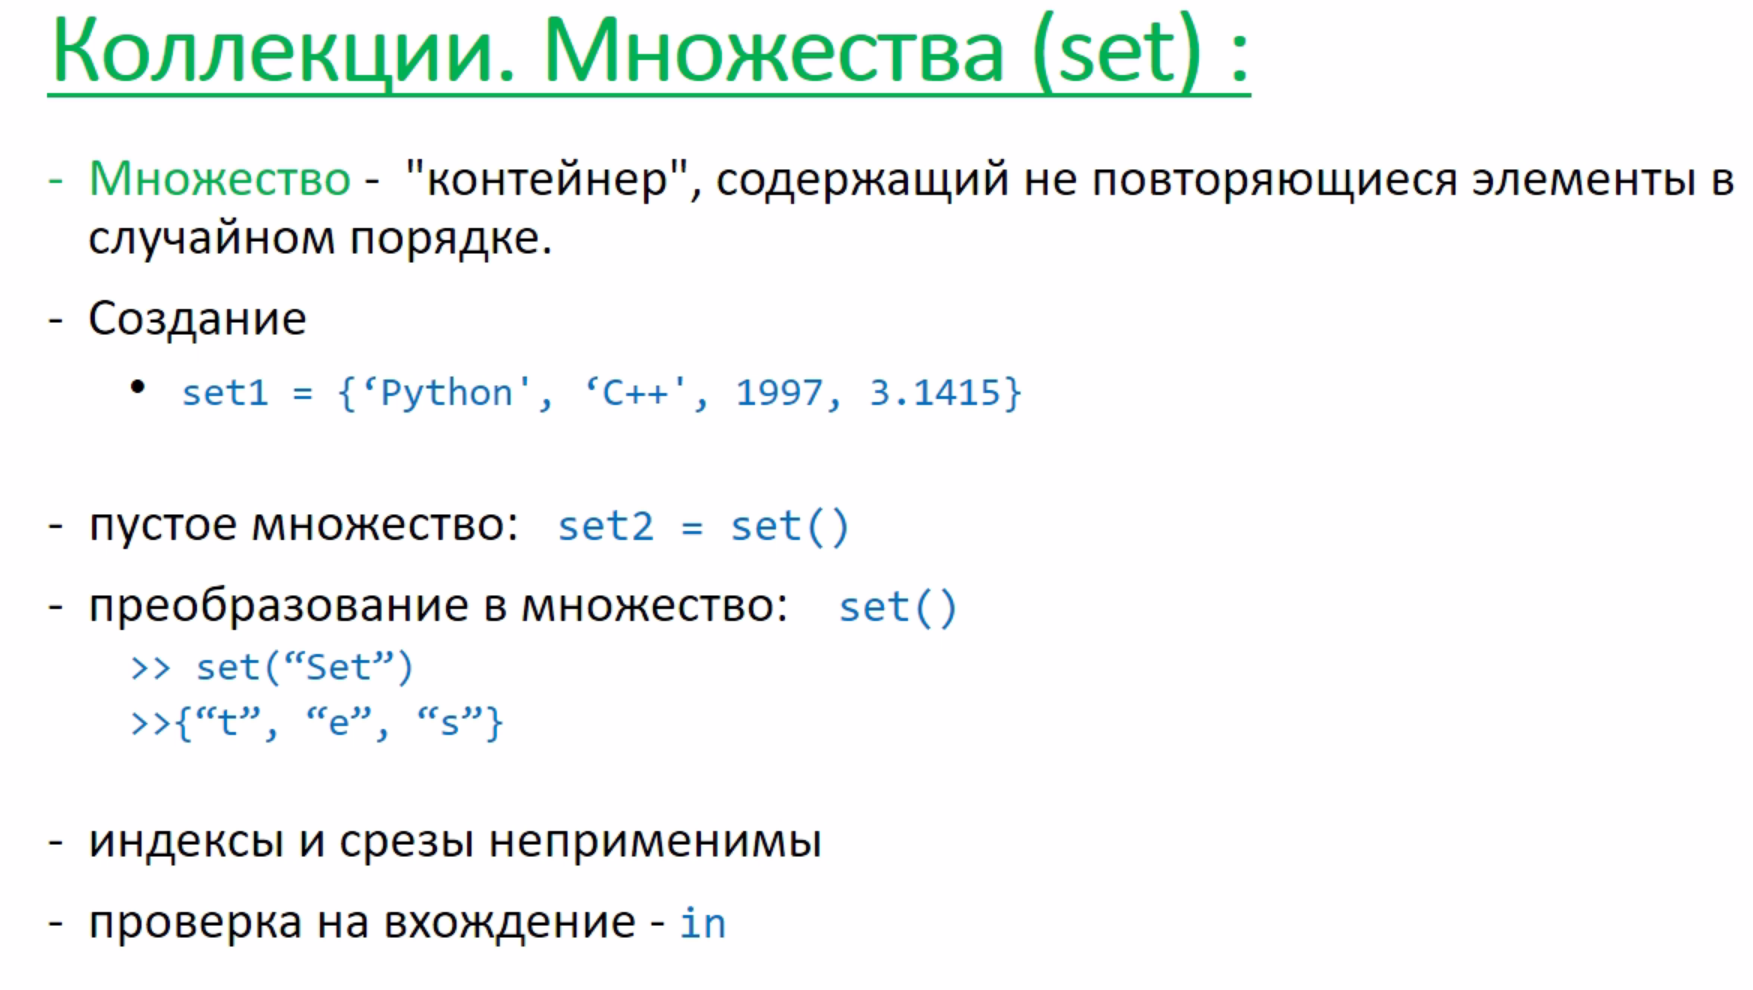 Коллекции. Множества (set) :
- Множество - "контейнер", содержащий не повторяющиеся элементы в
случайном порядке.
- Создание
• set1 = {‘Python', ‘C++', 1997, 3.1415}
- пустое множество: set2 = set()
- преобразование в множество: set()
>> set(“Set”)
>>{“t”, “e”, “s”}
- индексы и срезы неприменимы
- проверка на вхождение - in